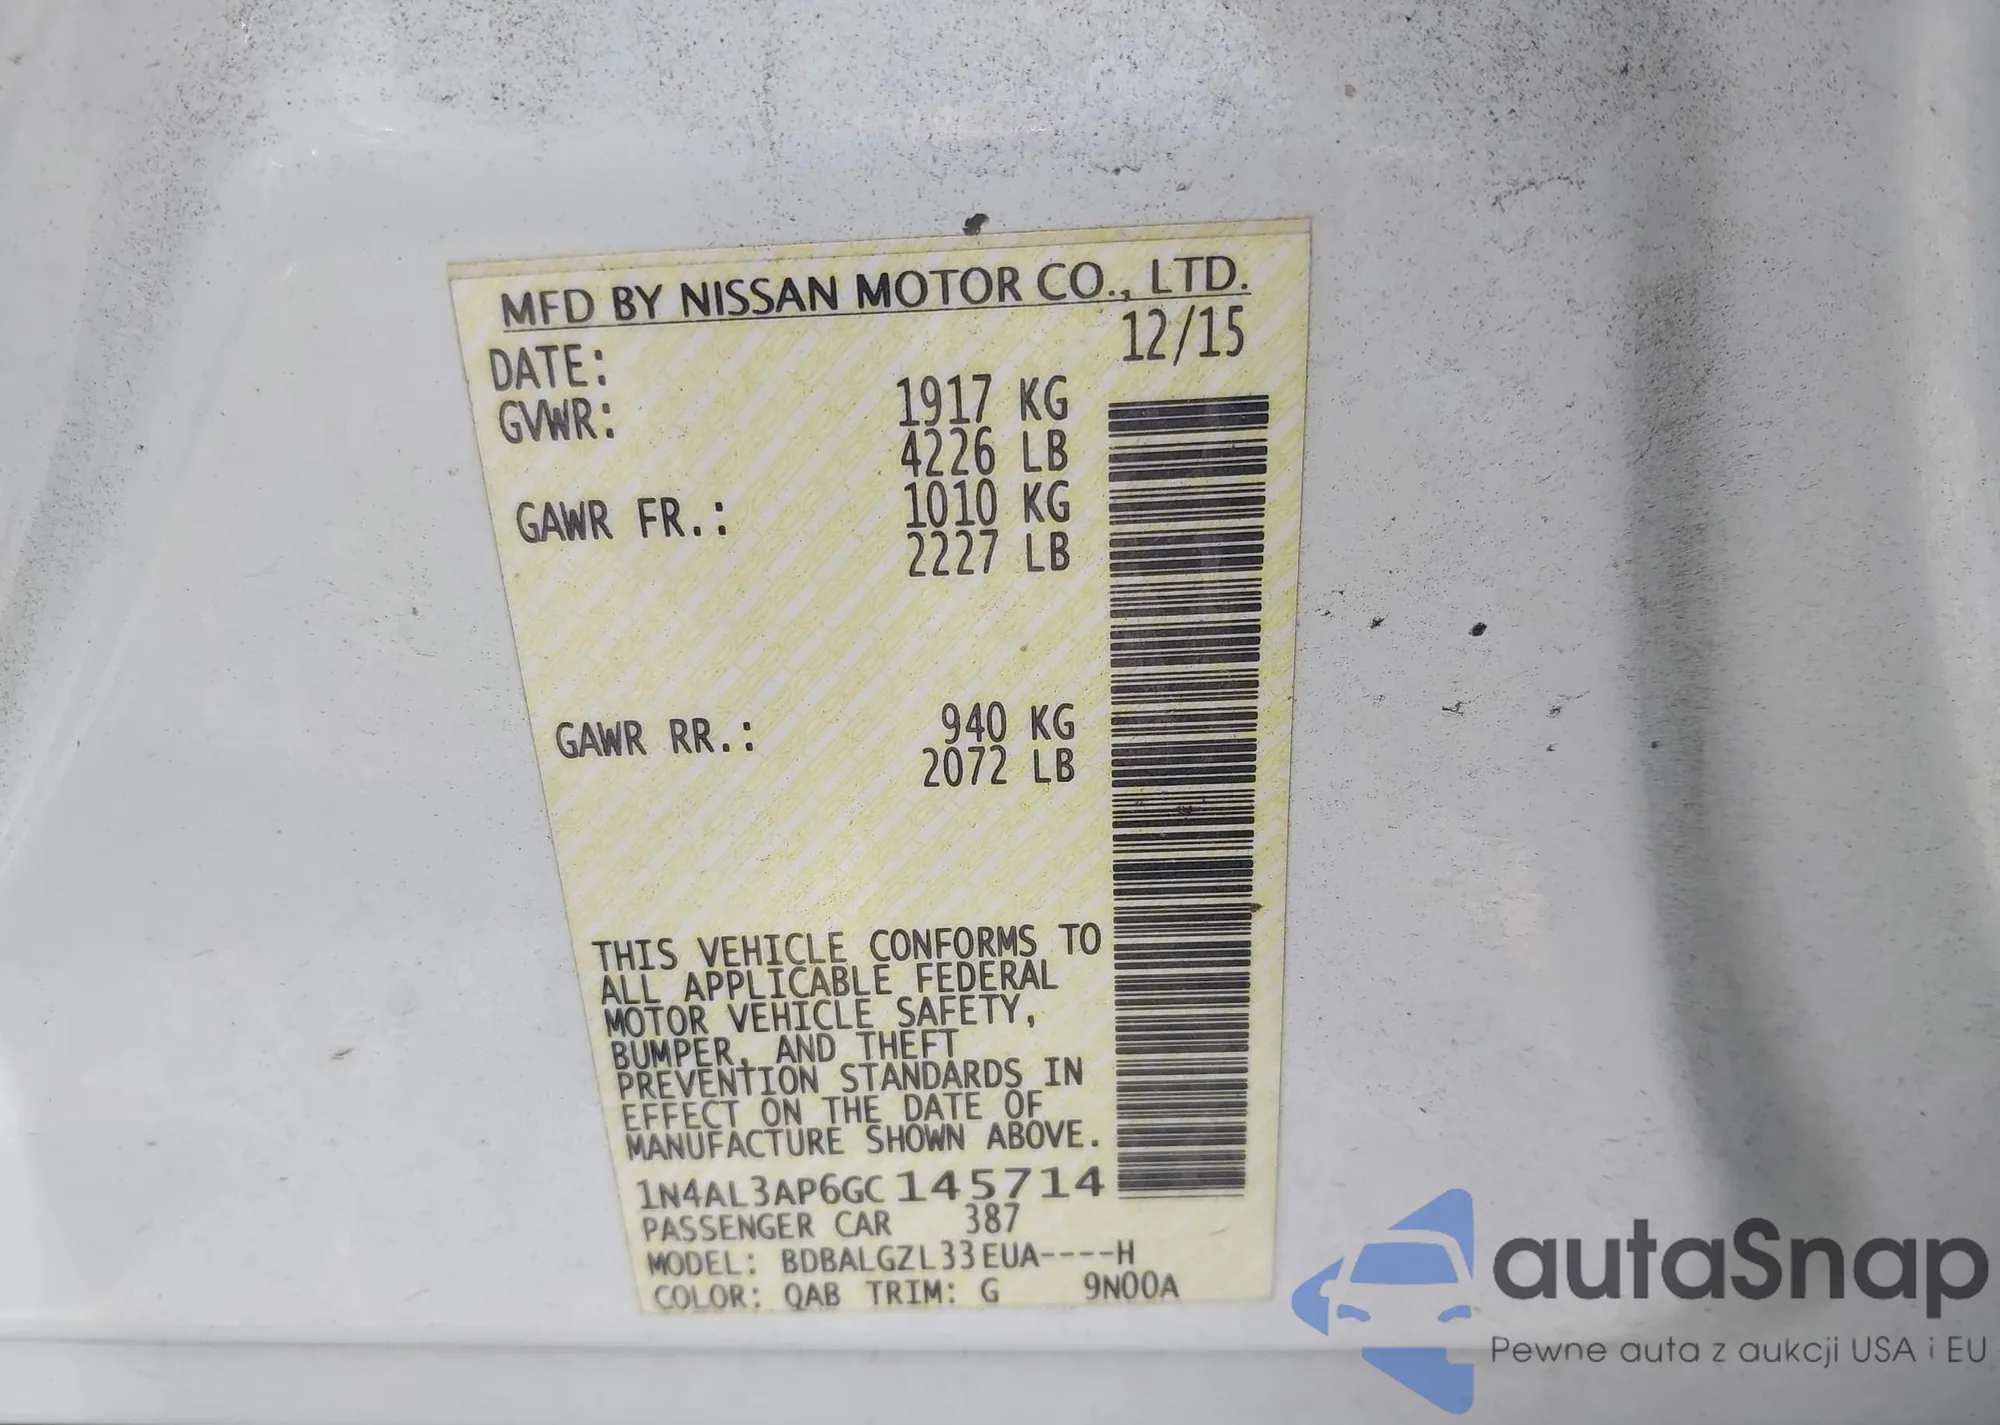 MFD BY NISSAN MOTOR CO., LTD.
DATE: 12/15
GVWR: 1917 KG
4226 LB
GAWR FR.: 1010 KG
2227 LB
GAWR RR.: 940 KG
2072 LB
THIS VEHICLE CONFORMS TO
ALL APPLICABLE FEDERAL
MOTOR VEHICLE SAFETY,
BUMPER, AND THEFT
PREVENTION STANDARDS IN
EFFECT ON THE DATE OF
MANUFACTURE SHOWN ABOVE.
1N4AL3AP6GC145714
PASSENGER CAR 387
MODEL: BDBALGZL33EUA----H
COLOR: QAB TRIM: G 9N00A
autaSnap
Pewne auta z aukcji USA i EU